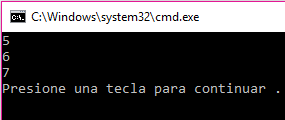 C:\Windows\system32\cmd.exe
5
6
7
Presione una tecla para continuar .